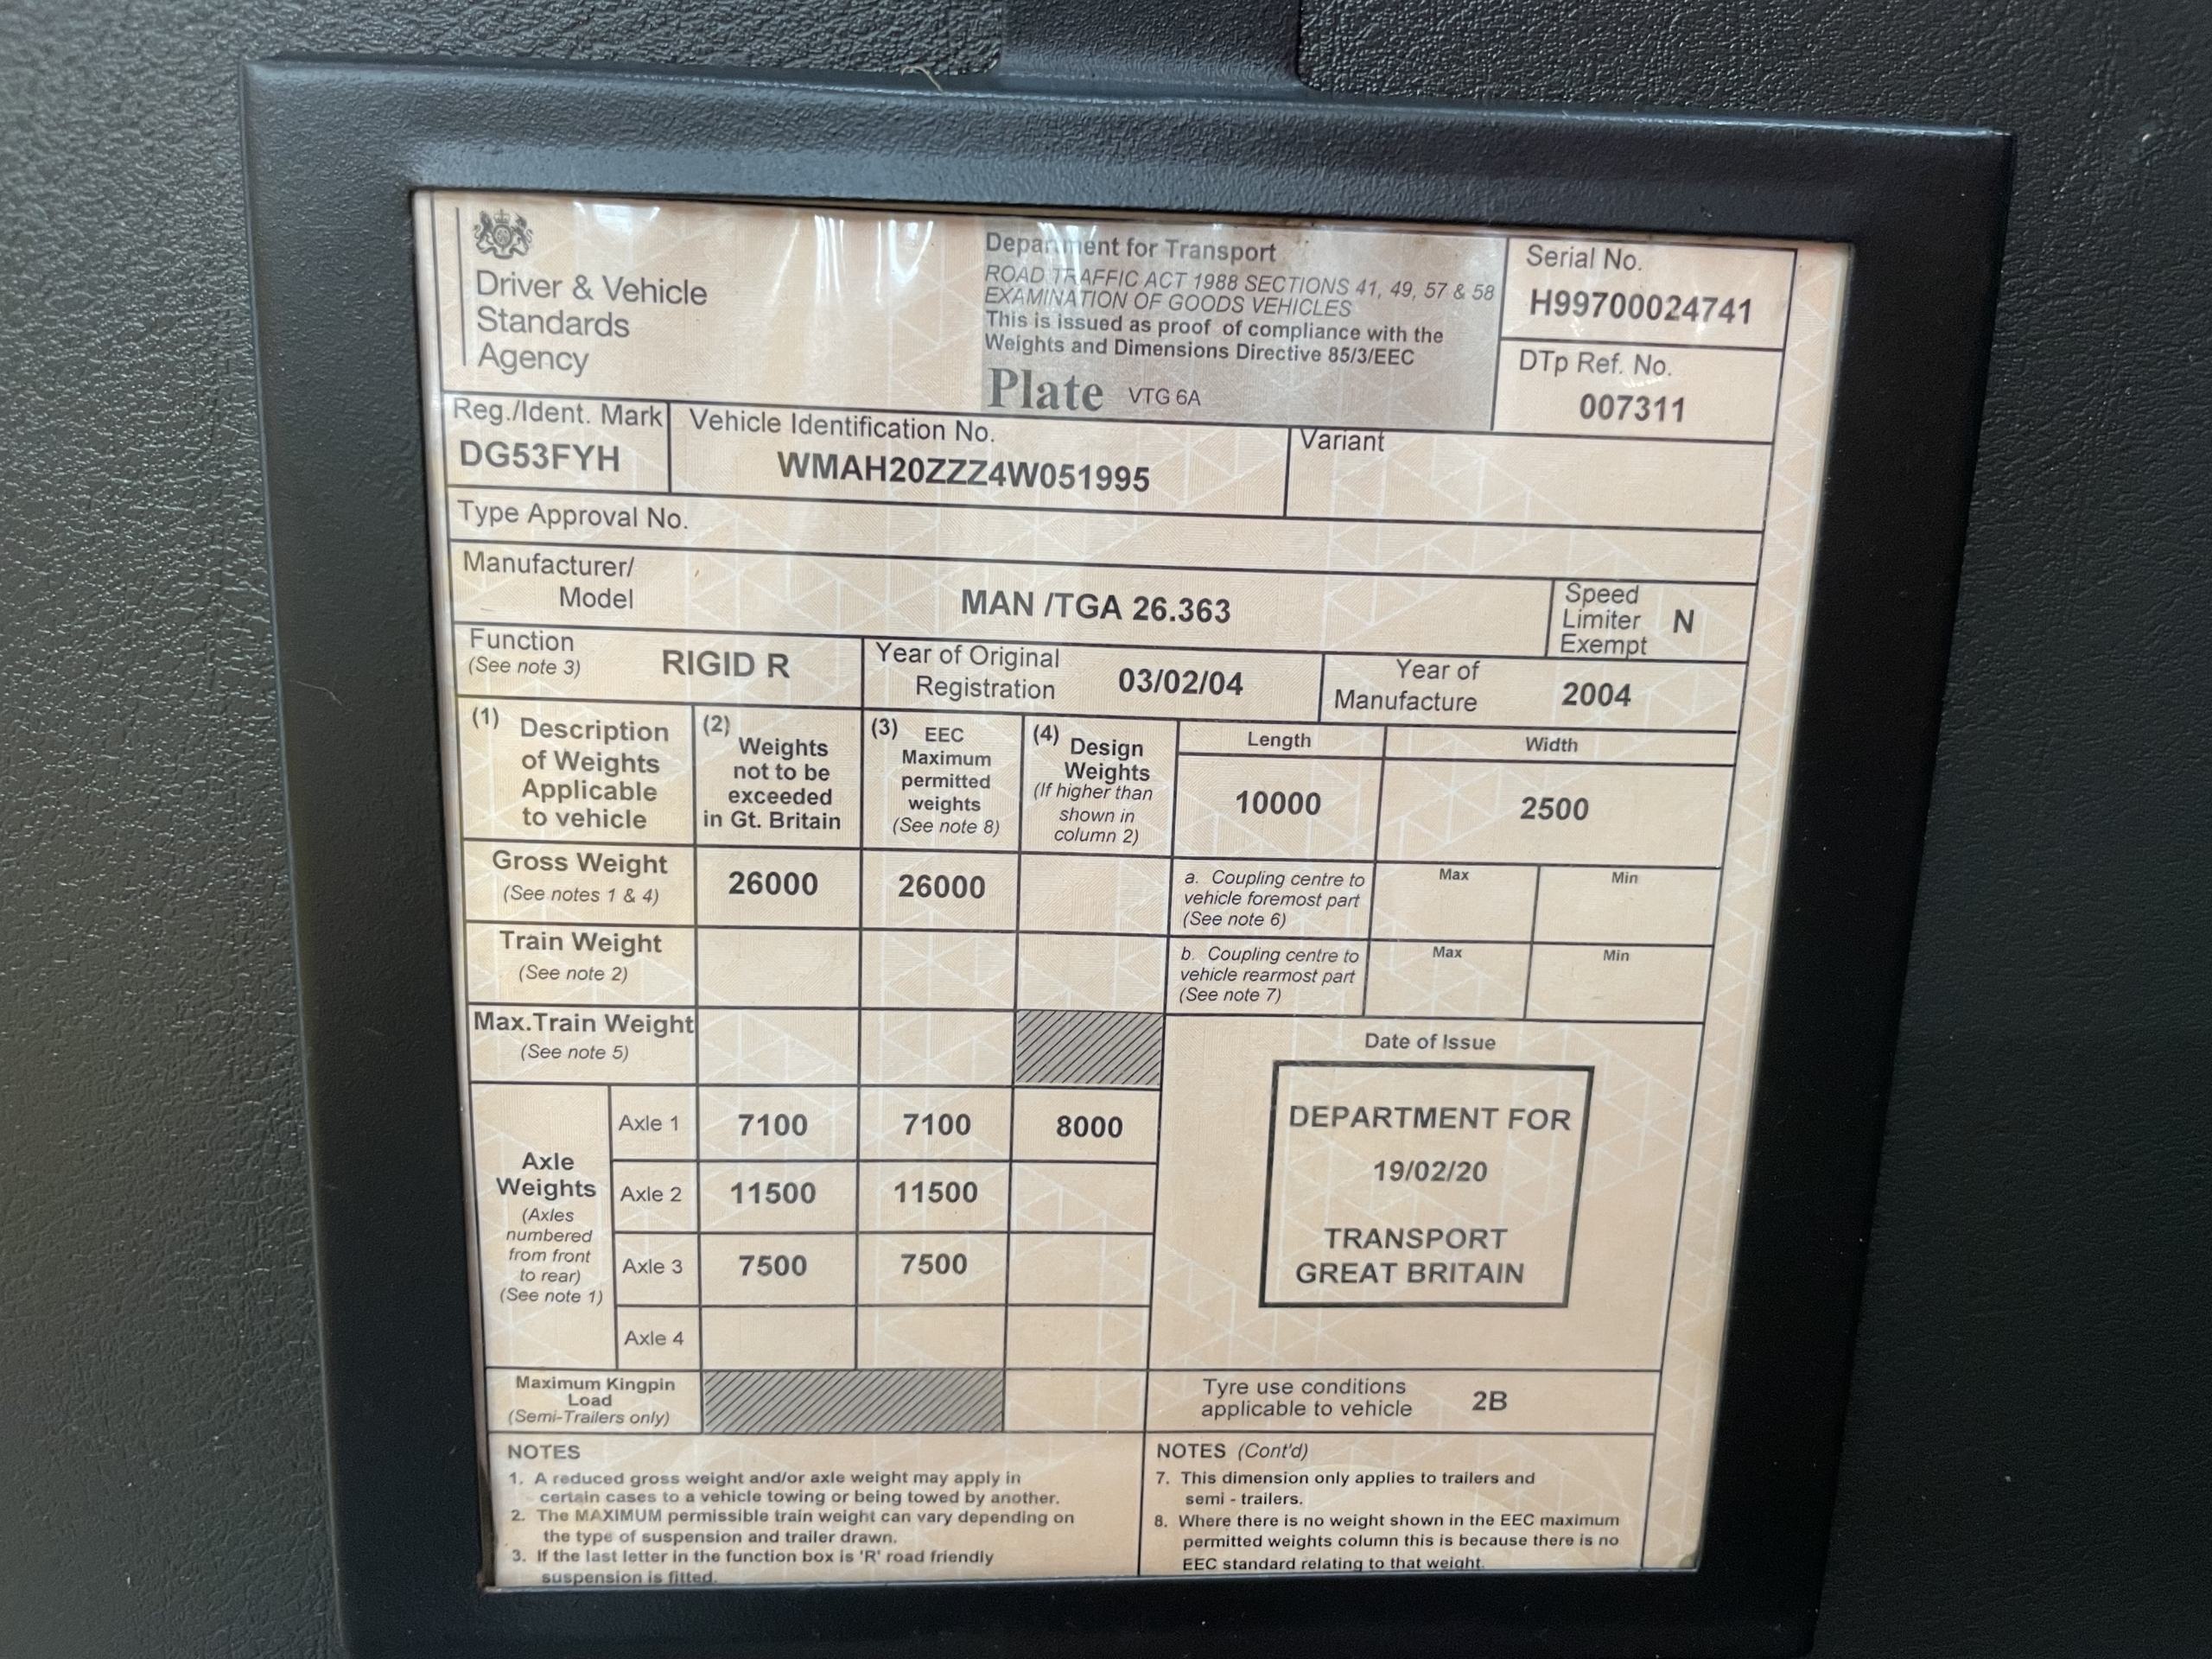 Driver & Vehicle
Standards
Agency
Department for Transport
ROAD TRAFFIC ACT 1988 SECTIONS 41, 49, 57 & 58
EXAMINATION OF GOODS VEHICLES
This is issued as proof of compliance with the
Weights and Dimensions Directive 85/3/EEC
Plate VTG 6A
Serial No.
H99700024741
DTp Ref. No.
007311
Reg./Ident. Mark
DG53FYH
Vehicle Identification No.
WMAH20ZZZ4W051995
Variant
Type Approval No.
Manufacturer/
Model
MAN /TGA 26.363
Speed
Limiter
Exempt
N
Function
(See note 3)
RIGID R
Year of Original
Registration
03/02/04
Year of
Manufacture
2004
(1) Description
of Weights
Applicable
to vehicle
(2) Weights
not to be
exceeded
in Gt. Britain
(3) EEC
Maximum
permitted
weights
(See note 8)
(4) Design
Weights
(If higher than
shown in
column 2)
Length
10000
Width
2500
Gross Weight
(See notes 1 & 4)
26000
26000
a. Coupling centre to
vehicle foremost part
(See note 6)
Max
Min
Train Weight
(See note 2)
b. Coupling centre to
vehicle rearmost part
(See note 7)
Max
Min
Max.Train Weight
(See note 5)
Date of Issue
DEPARTMENT FOR
19/02/20
TRANSPORT
GREAT BRITAIN
Axle
Weights
(Axles
numbered
from front
to rear)
(See note 1)
Axle 1 7100 7100 8000
Axle 2 11500 11500
Axle 3 7500 7500
Axle 4
Maximum Kingpin
Load
(Semi-Trailers only)
Tyre use conditions
applicable to vehicle
2B
NOTES
1. A reduced gross weight and/or axle weight may apply in
certain cases to a vehicle towing or being towed by another.
2. The MAXIMUM permissible train weight can vary depending on
the type of suspension and trailer drawn.
3. If the last letter in the function box is 'R' road friendly
suspension is fitted.
NOTES (Cont'd)
7. This dimension only applies to trailers and
semi - trailers.
8. Where there is no weight shown in the EEC maximum
permitted weights column this is because there is no
EEC standard relating to that weight.